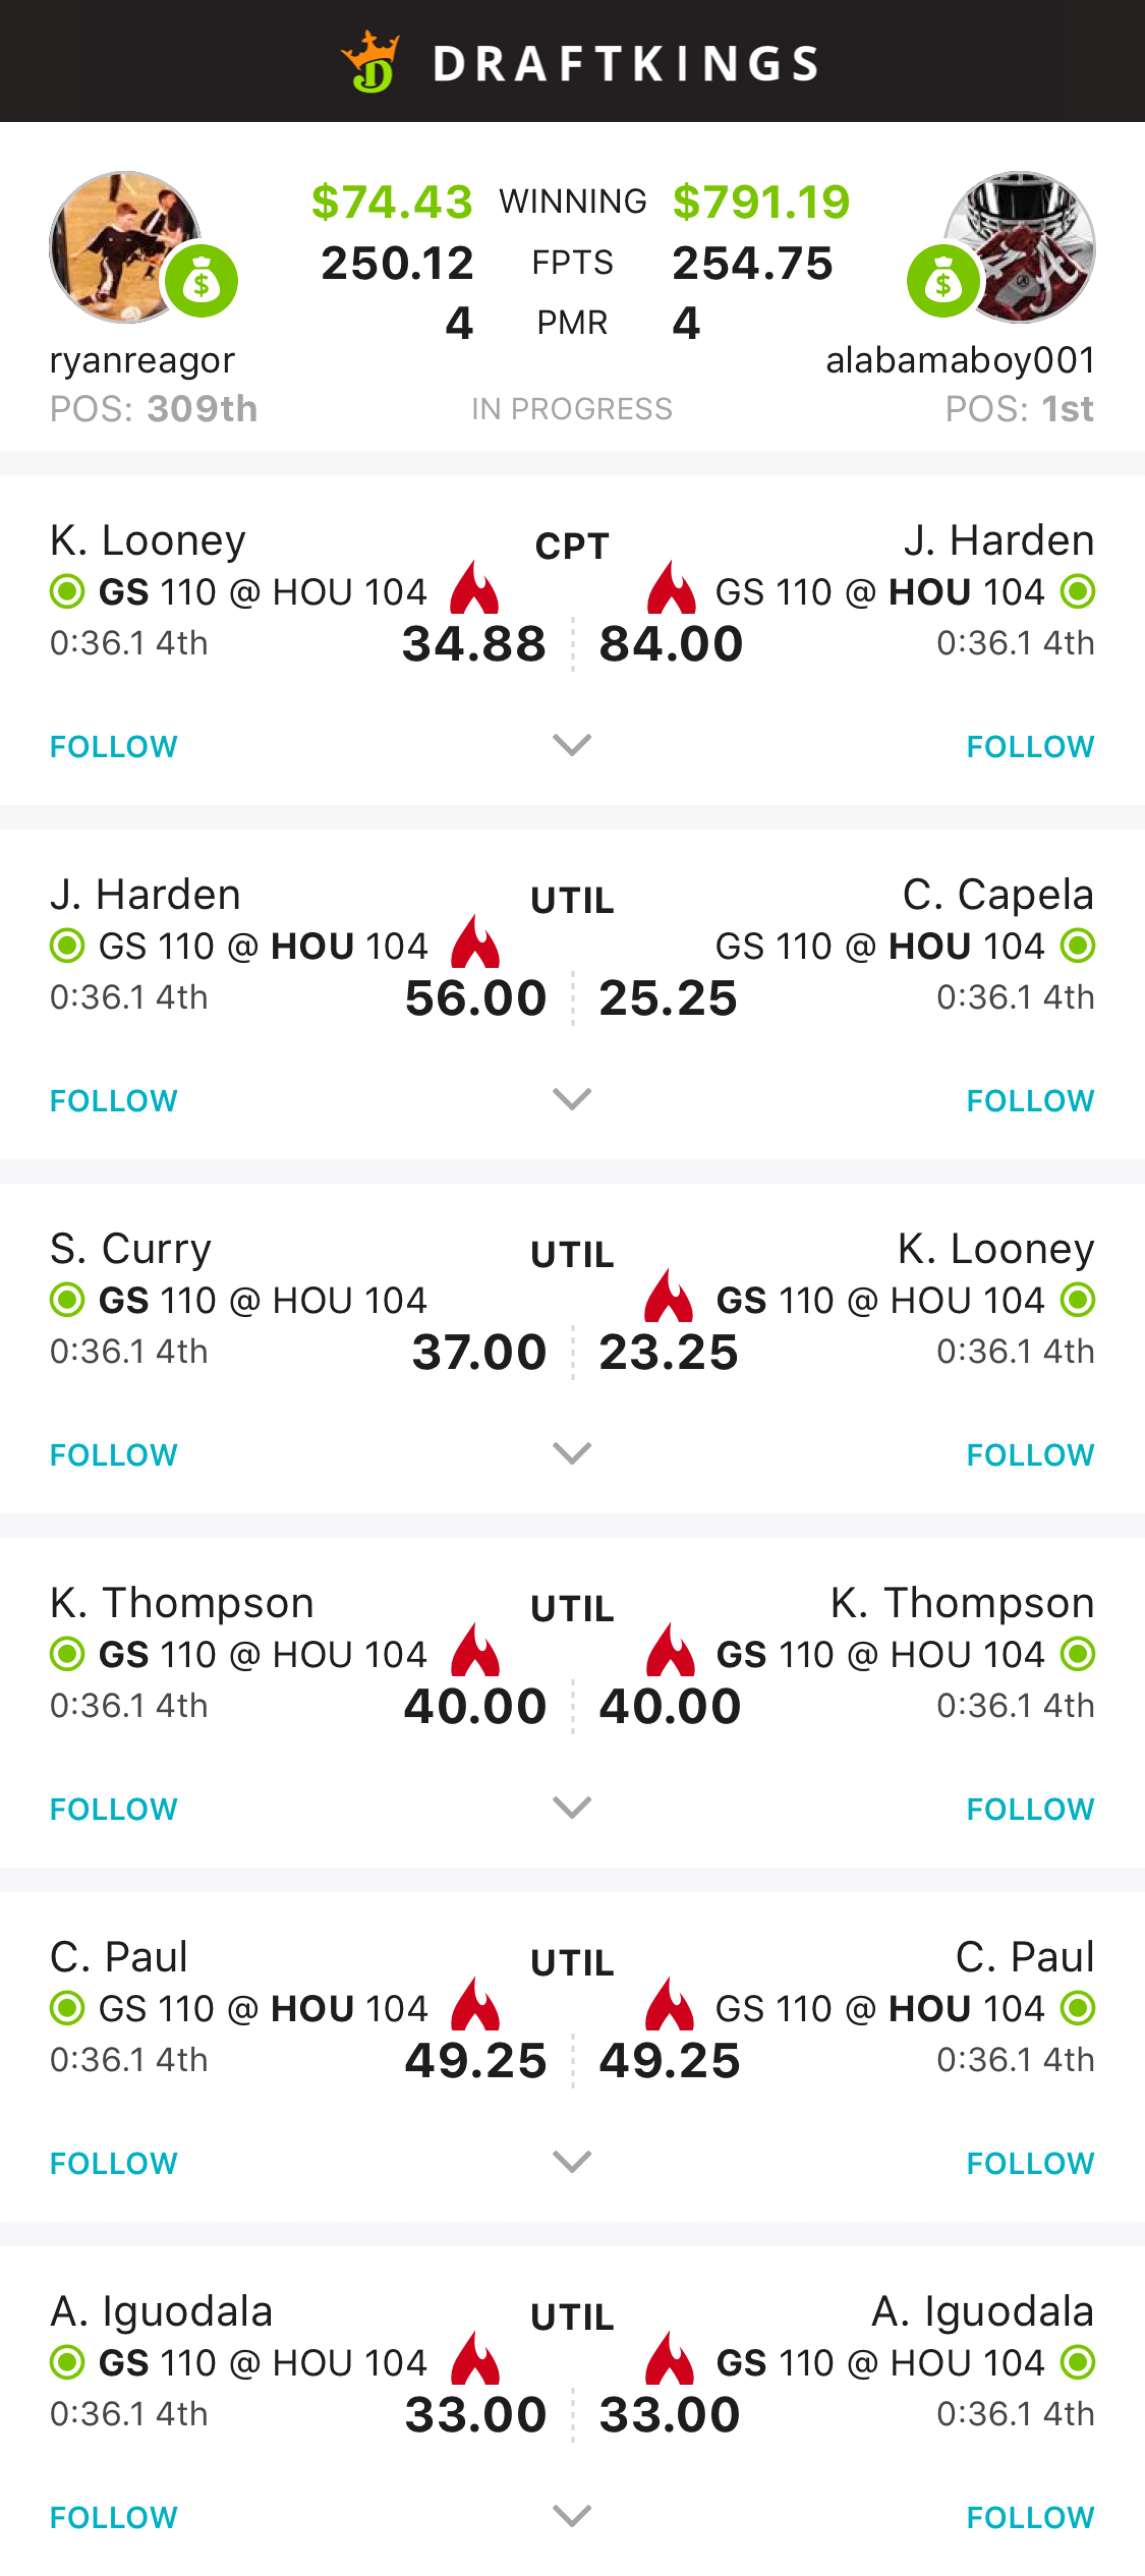 DRAFTKINGS
$74.43 WINNING $791.19
250.12 FPTS 254.75
4 PMR 4
ryanreagor alabamaboy001
POS: 309th IN PROGRESS POS: 1st
K. Looney CPT J. Harden
GS 110 @ HOU 104 GS 110 @ HOU 104
0:36.1 4th 34.88 84.00 0:36.1 4th
FOLLOW FOLLOW
J. Harden UTIL C. Capela
GS 110 @ HOU 104 GS 110 @ HOU 104
0:36.1 4th 56.00 25.25 0:36.1 4th
FOLLOW FOLLOW
S. Curry UTIL K. Looney
GS 110 @ HOU 104 GS 110 @ HOU 104
0:36.1 4th 37.00 23.25 0:36.1 4th
FOLLOW FOLLOW
K. Thompson UTIL K. Thompson
GS 110 @ HOU 104 GS 110 @ HOU 104
0:36.1 4th 40.00 40.00 0:36.1 4th
FOLLOW FOLLOW
C. Paul UTIL C. Paul
GS 110 @ HOU 104 GS 110 @ HOU 104
0:36.1 4th 49.25 49.25 0:36.1 4th
FOLLOW FOLLOW
A. Iguodala UTIL A. Iguodala
GS 110 @ HOU 104 GS 110 @ HOU 104
0:36.1 4th 33.00 33.00 0:36.1 4th
FOLLOW FOLLOW